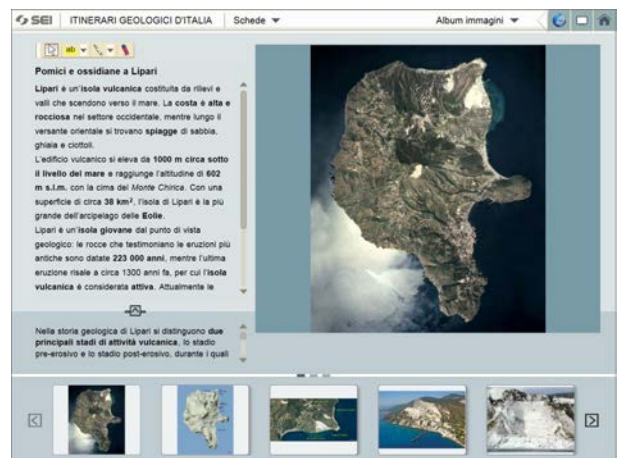 SEI ITINERARI GEOLOGICI D'ITALIA Schede Album immagini
ab
Pomici e ossidiane a Lipari
Lipari è un'isola vulcanica costituita da rilievi e
valli che scendono verso il mare. La costa è alta e
rocciosa nel settore occidentale, mentre lungo il
versante orientale si trovano spiagge di sabbia,
ghiaia e ciottoli.
L'edificio vulcanico si eleva da 1000 m circa sotto
il livello del mare e raggiunge l'altitudine di 602
m s.l.m. con la cima del Monte Chirica. Con una
superficie di circa 38 km², l'isola di Lipari è la più
grande dell'arcipelago delle Eolie.
Lipari è un'isola giovane dal punto di vista
geologico: le rocce che testimoniano le eruzioni più
antiche sono datate 223 000 anni, mentre l'ultima
eruzione risale a circa 1300 anni fa, per cui l'isola
vulcanica è considerata attiva. Attualmente le
Nella storia geologica di Lipari si distinguono due
principali stadi di attività vulcanica, lo stadio
pre-erosivo e lo stadio post-erosivo, durante i quali